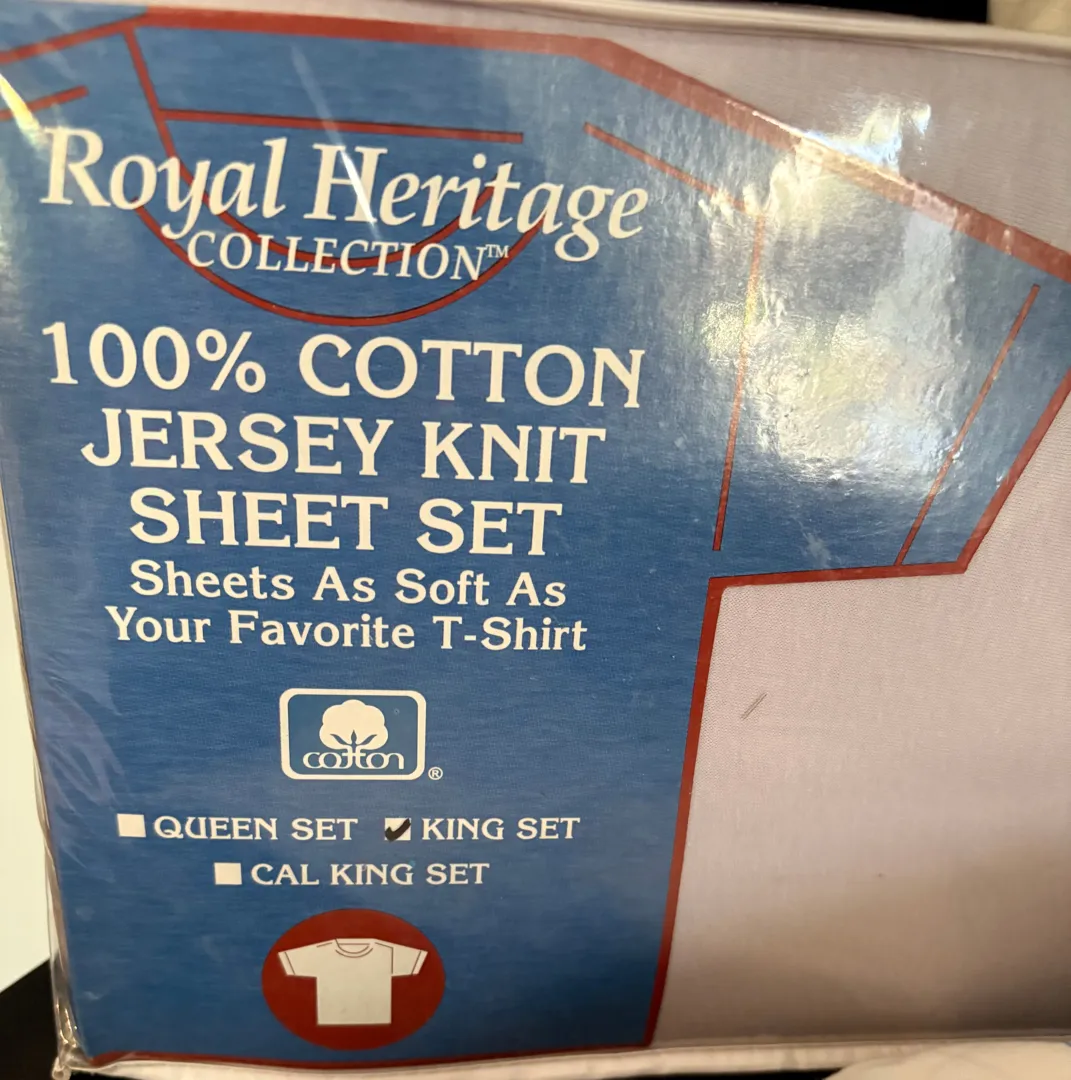 Royal Heritage
COLLECTION™
100% COTTON
JERSEY KNIT
SHEET SET
Sheets As Soft As
Your Favorite T-Shirt
cotton ®
QUEEN SET KING SET
CAL KING SET